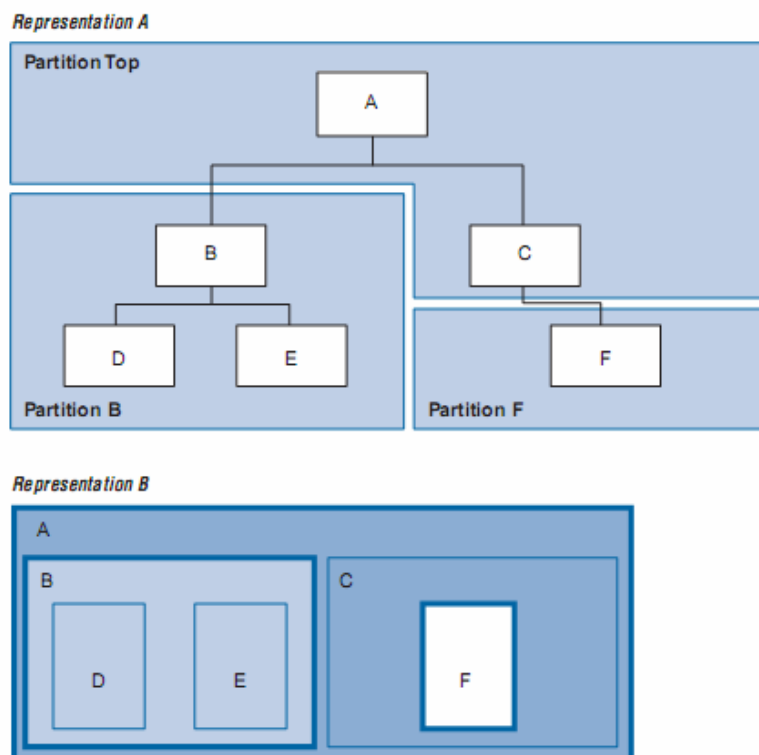 Representation A
Partition Top
A
B
C
D
E
F
Partition B
Partition F
Representation B
A
B
C
D
E
F